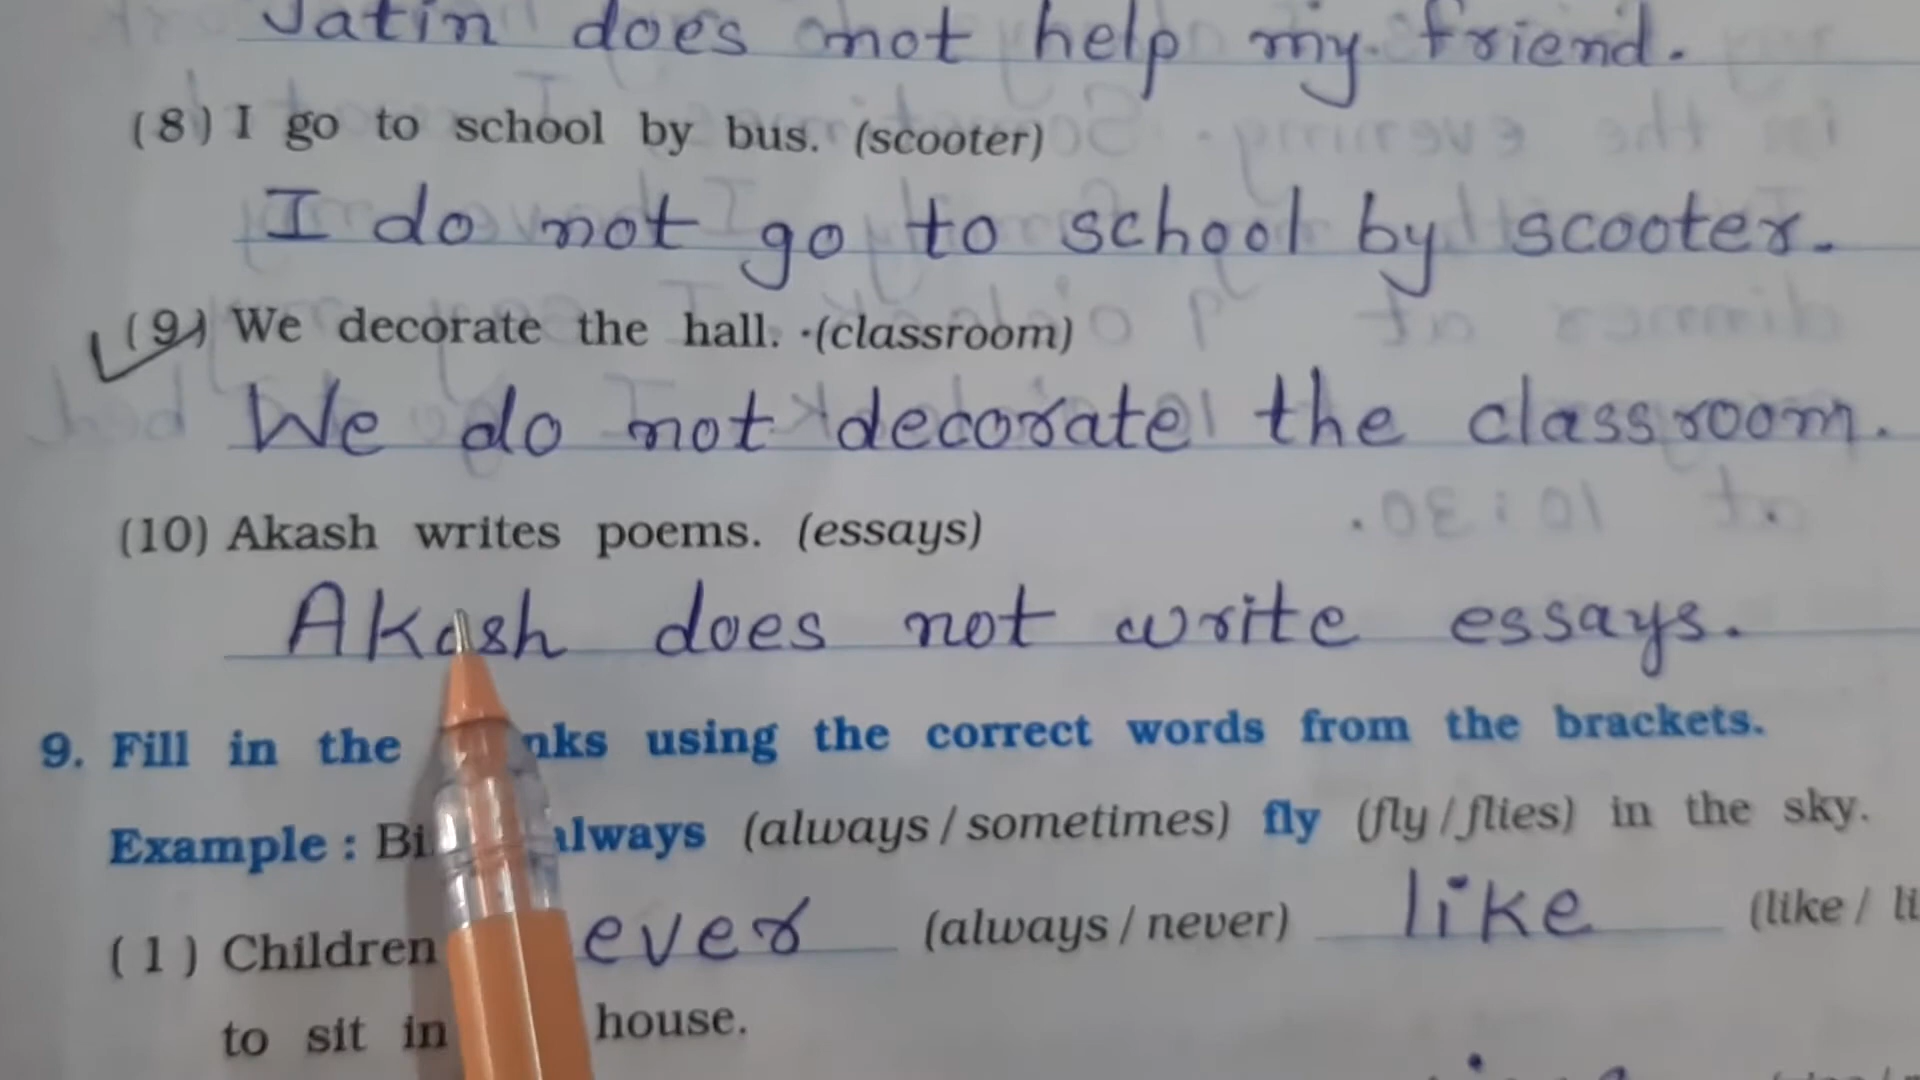 Jatin does not help my friend.
(8) I go to school by bus. (scooter)
I do not go to school by scooter.
(9) We decorate the hall. (classroom)
We do not decorate the classroom.
(10) Akash writes poems. (essays)
Akash does not write essays.
9. Fill in the nks using the correct words from the brackets.
Example : Bi always (always / sometimes) fly (fly / flies) in the sky.
(1) Children ever (always / never) like (like / li
to sit in house.